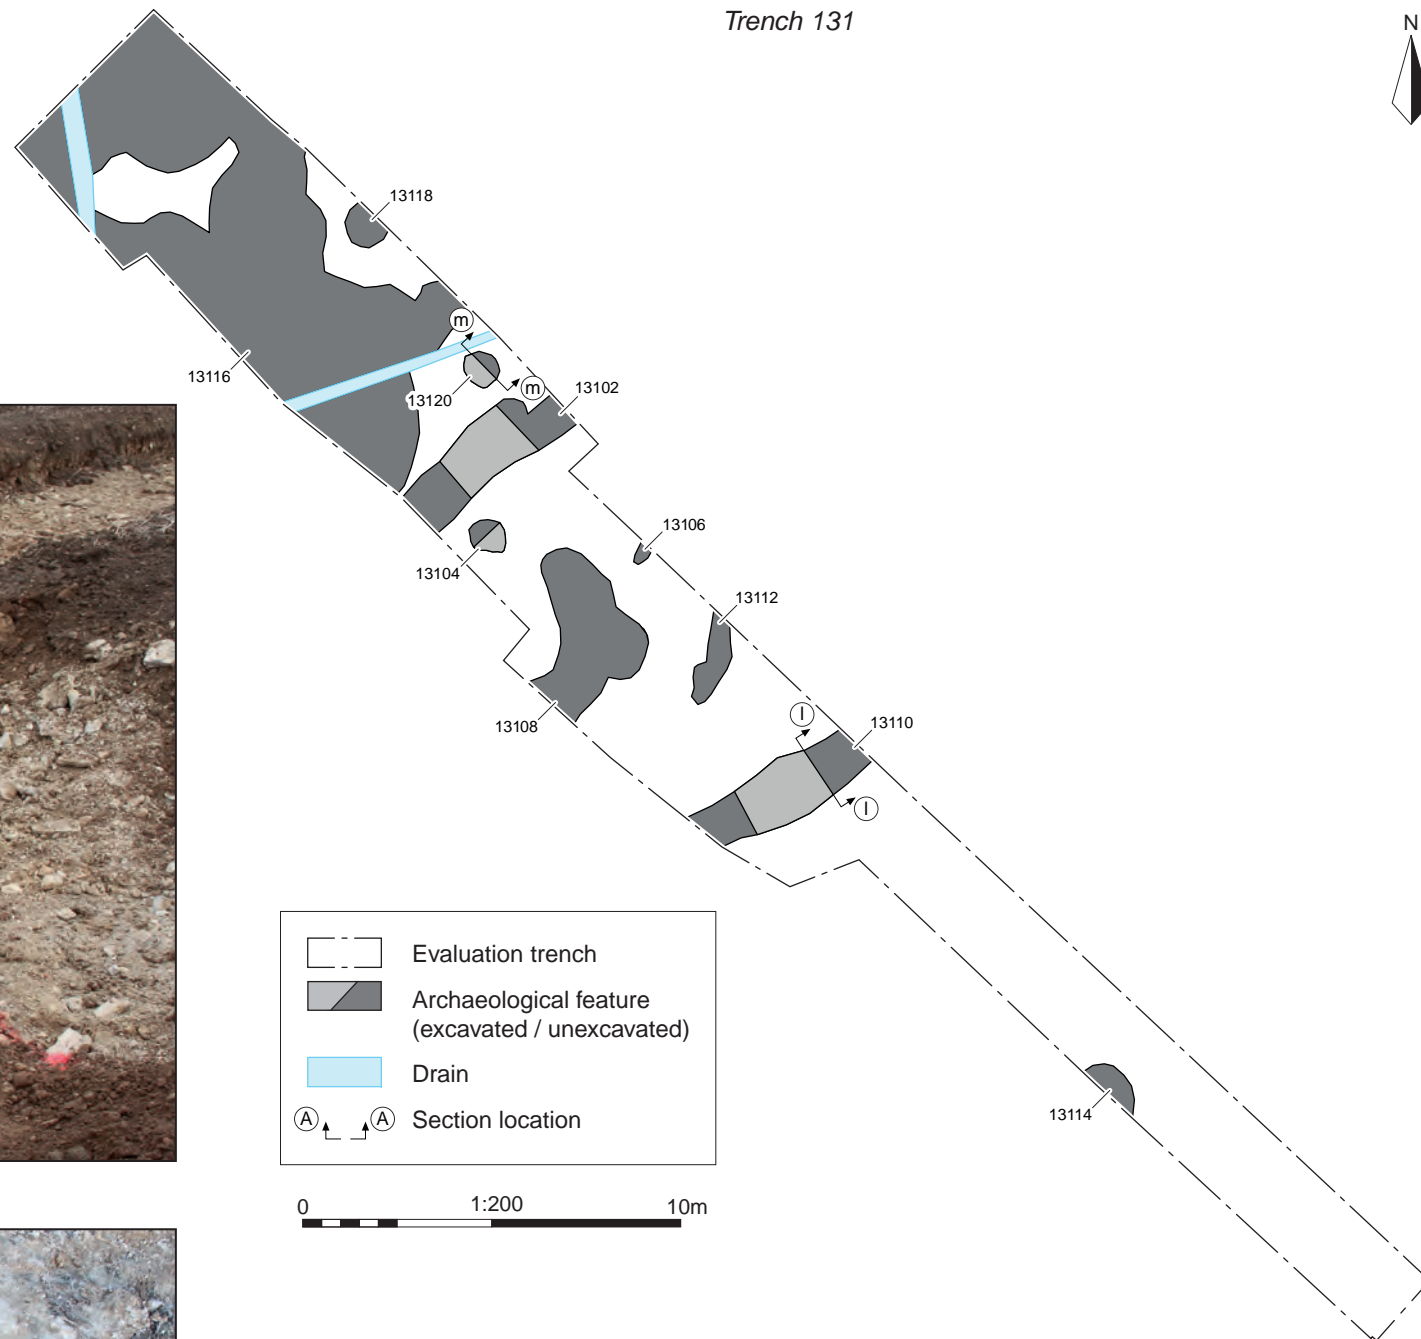 Trench 131
N
13118
m
13116
m
13120
13102
13106
13104
13112
13108
l
13110
l
Evaluation trench
Archaeological feature
(excavated / unexcavated)
Drain
A A Section location
13114
0 1:200 10m